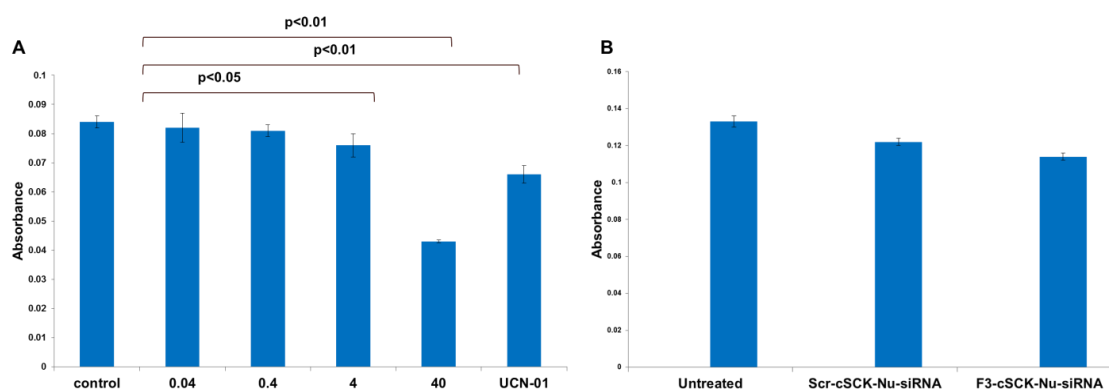 p<0.01
A
p<0.01
p<0.05
0.1
0.09
0.08
0.07
0.06
0.05
0.04
0.03
0.02
0.01
0
Absorbance
control 0.04 0.4 4 40 UCN-01
B
0.16
0.14
0.12
0.1
0.08
0.06
0.04
0.02
0
Absorbance
Untreated Scr-cSCK-Nu-siRNA F3-cSCK-Nu-siRNA